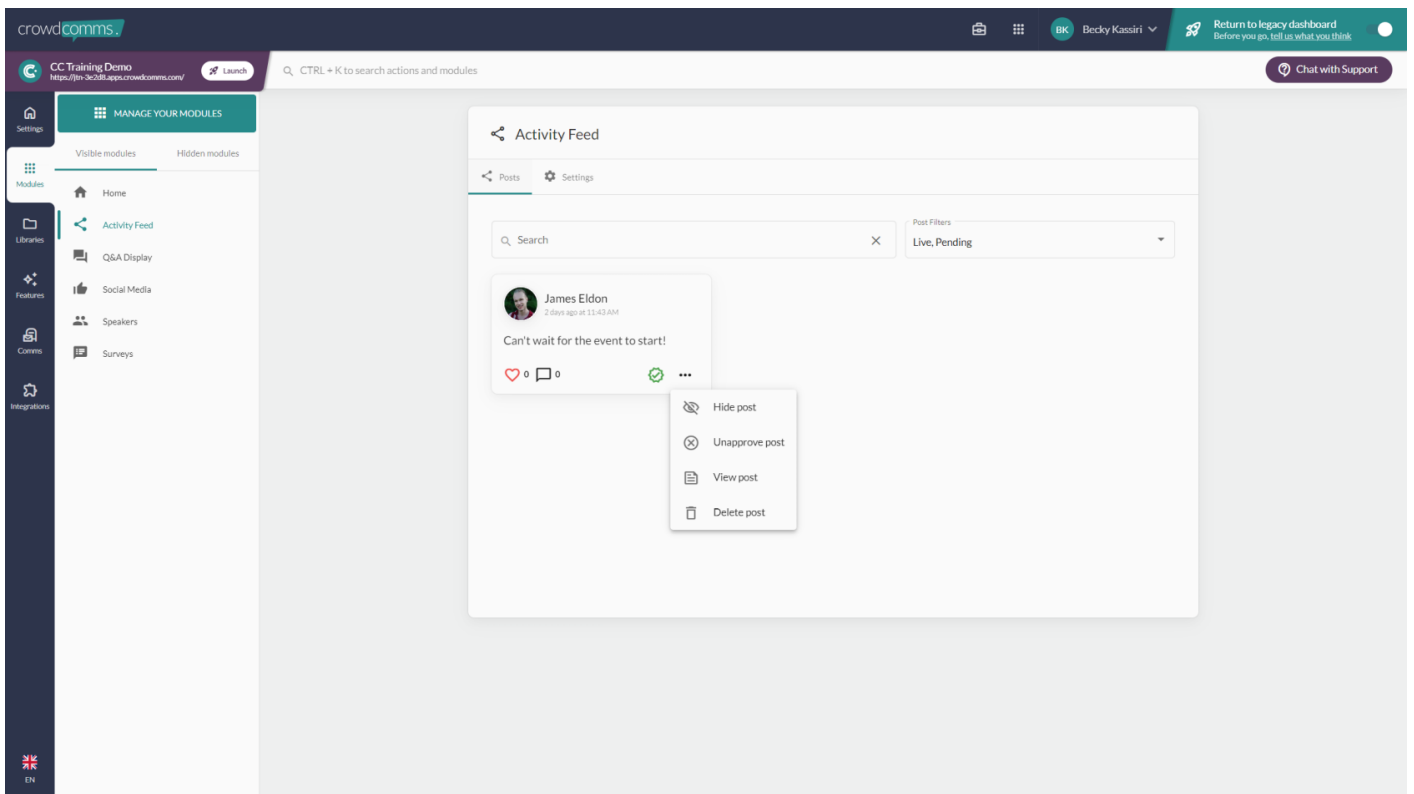 crowdcomms.
BK Becky Kassiri
Return to legacy dashboard
Before you go, tell us what you think
CC Training Demo
https://jtn-3e2d8.apps.crowdcomms.com/
Launch
CTRL + K to search actions and modules
Chat with Support
Settings
Modules
Libraries
Features
Comms
Integrations
EN
MANAGE YOUR MODULES
Visible modules
Hidden modules
Home
Activity Feed
Q&A Display
Social Media
Speakers
Surveys
Activity Feed
Posts
Settings
Search
Post Filters
Live, Pending
James Eldon
2 days ago at 11:43 AM
Can't wait for the event to start!
0 0
Hide post
Unapprove post
View post
Delete post